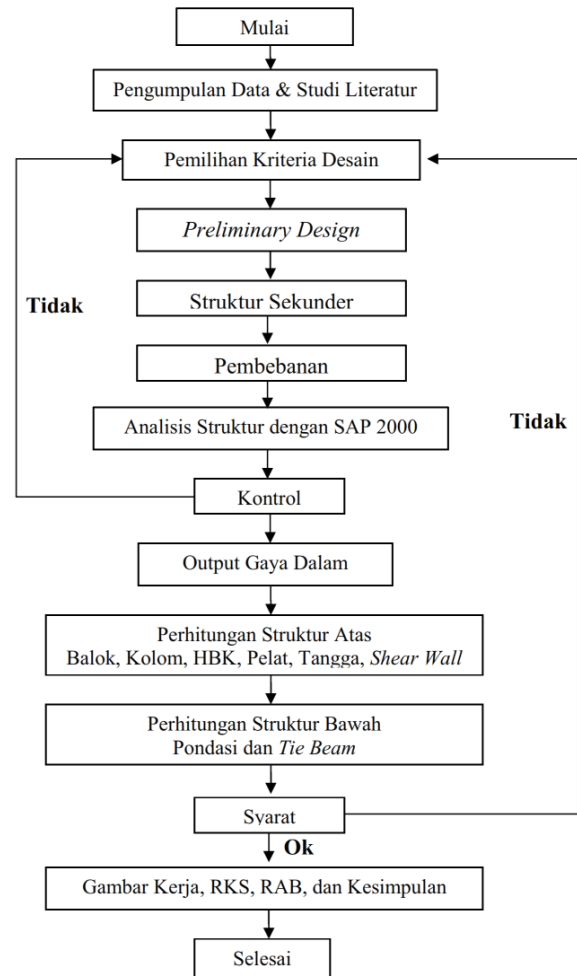 Mulai
Pengumpulan Data & Studi Literatur
Pemilihan Kriteria Desain
Preliminary Design
Struktur Sekunder
Tidak
Pembebanan
Analisis Struktur dengan SAP 2000
Tidak
Kontrol
Output Gaya Dalam
Perhitungan Struktur Atas
Balok, Kolom, HBK, Pelat, Tangga, Shear Wall
Perhitungan Struktur Bawah
Pondasi dan Tie Beam
Syarat
Ok
Gambar Kerja, RKS, RAB, dan Kesimpulan
Selesai